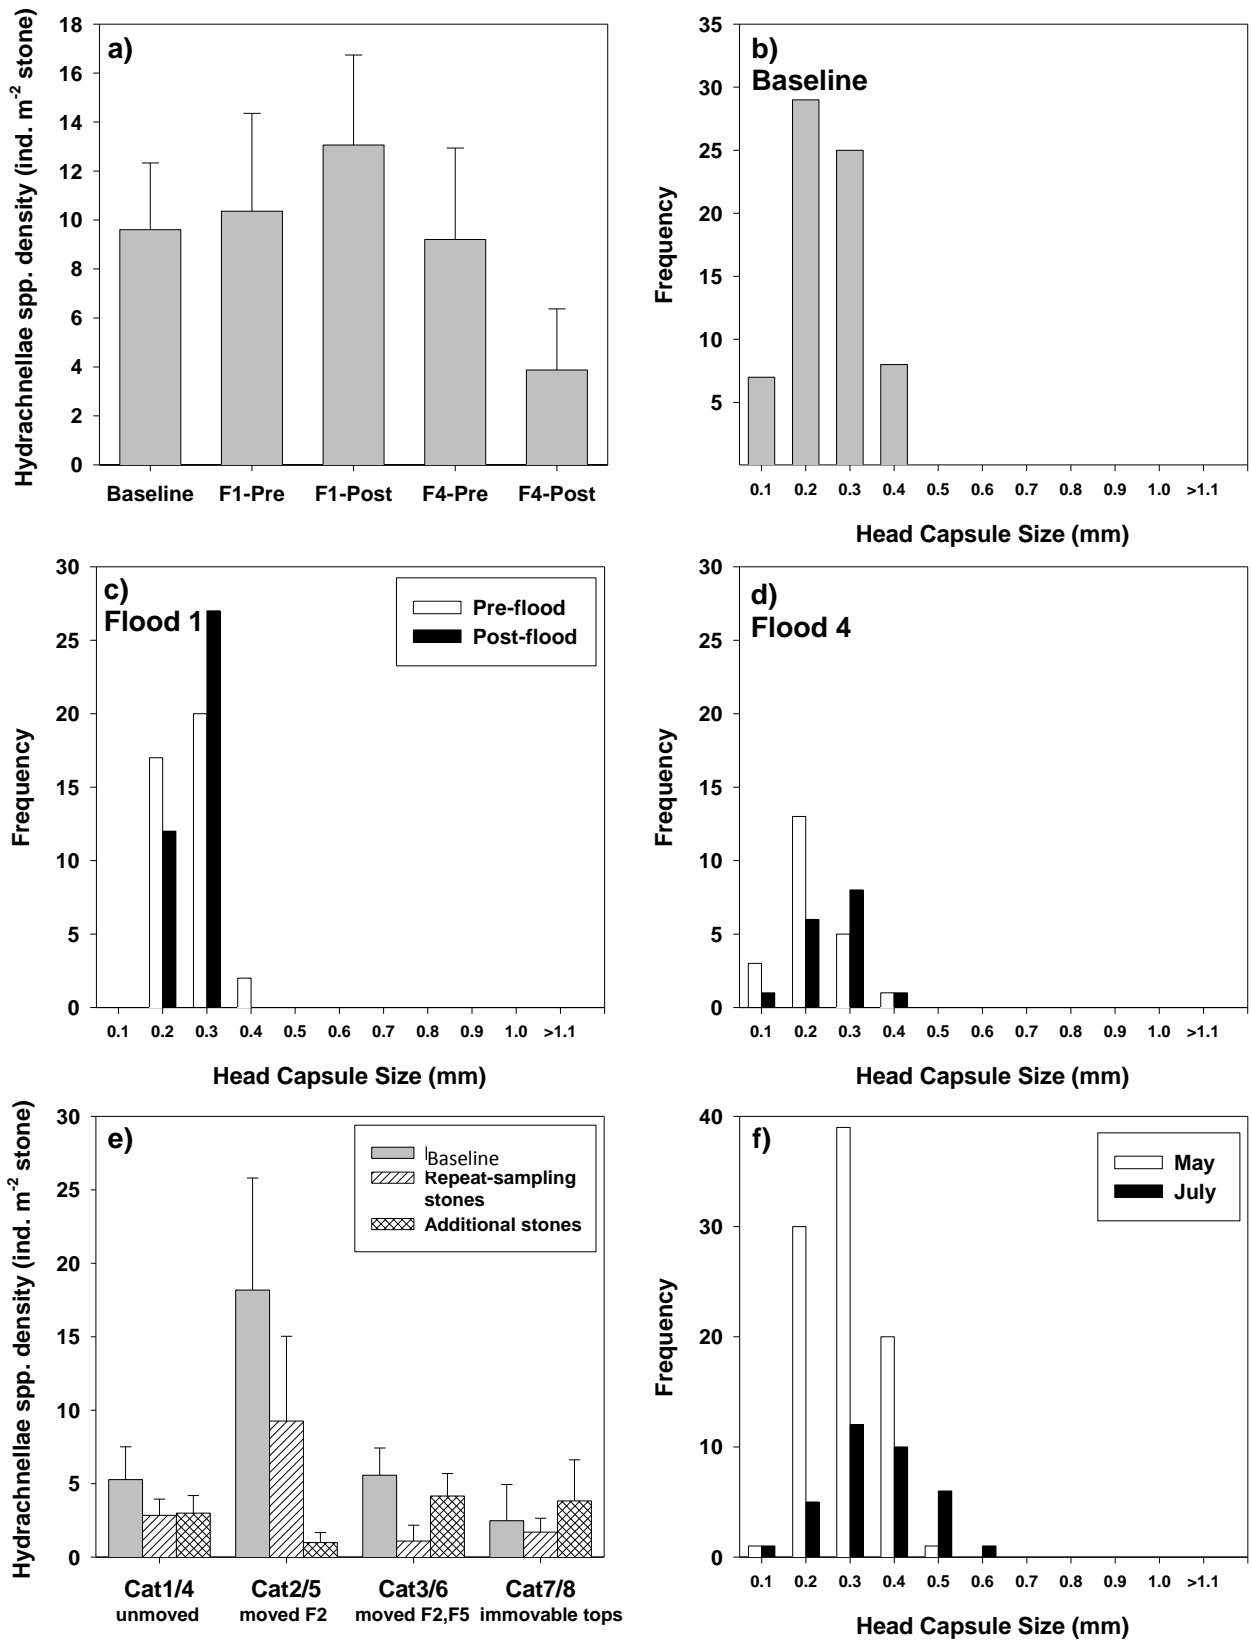 a)
Hydrachnellae spp. density (ind. m-2 stone)
18
16
14
12
10
8
6
4
2
0
Baseline F1-Pre F1-Post F4-Pre F4-Post
b)
Baseline
Frequency
35
30
25
20
15
10
5
0.1 0.2 0.3 0.4 0.5 0.6 0.7 0.8 0.9 1.0 >1.1
Head Capsule Size (mm)
c)
Flood 1
Pre-flood
Post-flood
Frequency
30
25
20
15
10
5
0
0.1 0.2 0.3 0.4 0.5 0.6 0.7 0.8 0.9 1.0 >1.1
Head Capsule Size (mm)
d)
Flood 4
Frequency
30
25
20
15
10
5
0
0.1 0.2 0.3 0.4 0.5 0.6 0.7 0.8 0.9 1.0 >1.1
Head Capsule Size (mm)
e)
Baseline
Repeat-sampling
stones
Additional stones
Hydrachnellae spp. density (ind. m-2 stone)
30
25
20
15
10
5
0
Cat1/4 Cat2/5 Cat3/6 Cat7/8
unmoved moved F2 moved F2,F5 immovable tops
f)
May
July
Frequency
40
30
20
10
0
0.1 0.2 0.3 0.4 0.5 0.6 0.7 0.8 0.9 1.0 >1.1
Head Capsule Size (mm)